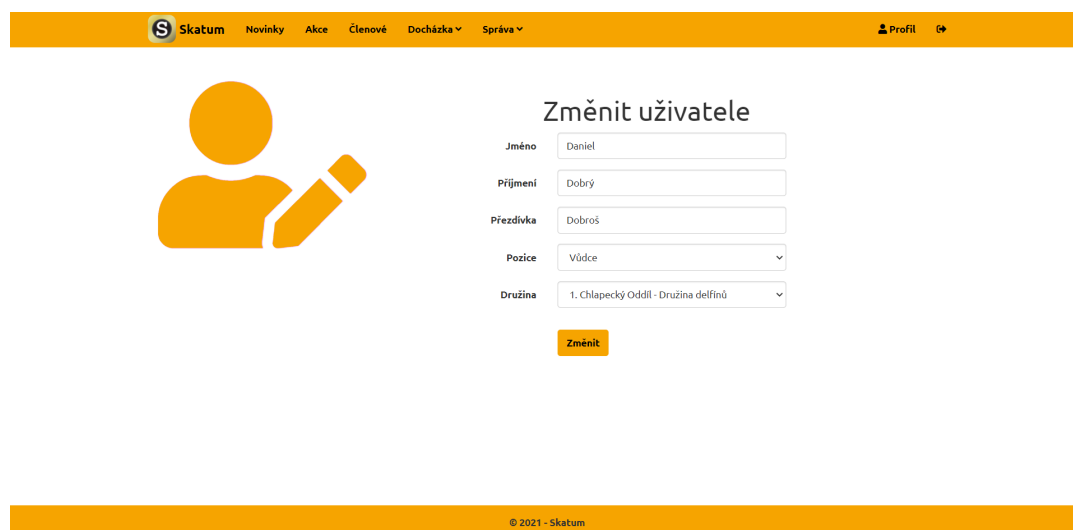 S Skatum Novinky Akce Členové Docházka Správa Profil
Změnit uživatele
Jméno Daniel
Příjmení Dobrý
Přezdívka Dobroš
Pozice Vůdce
Družina 1. Chlapecký Oddíl - Družina delfínů
Změnit
© 2021 - Skatum